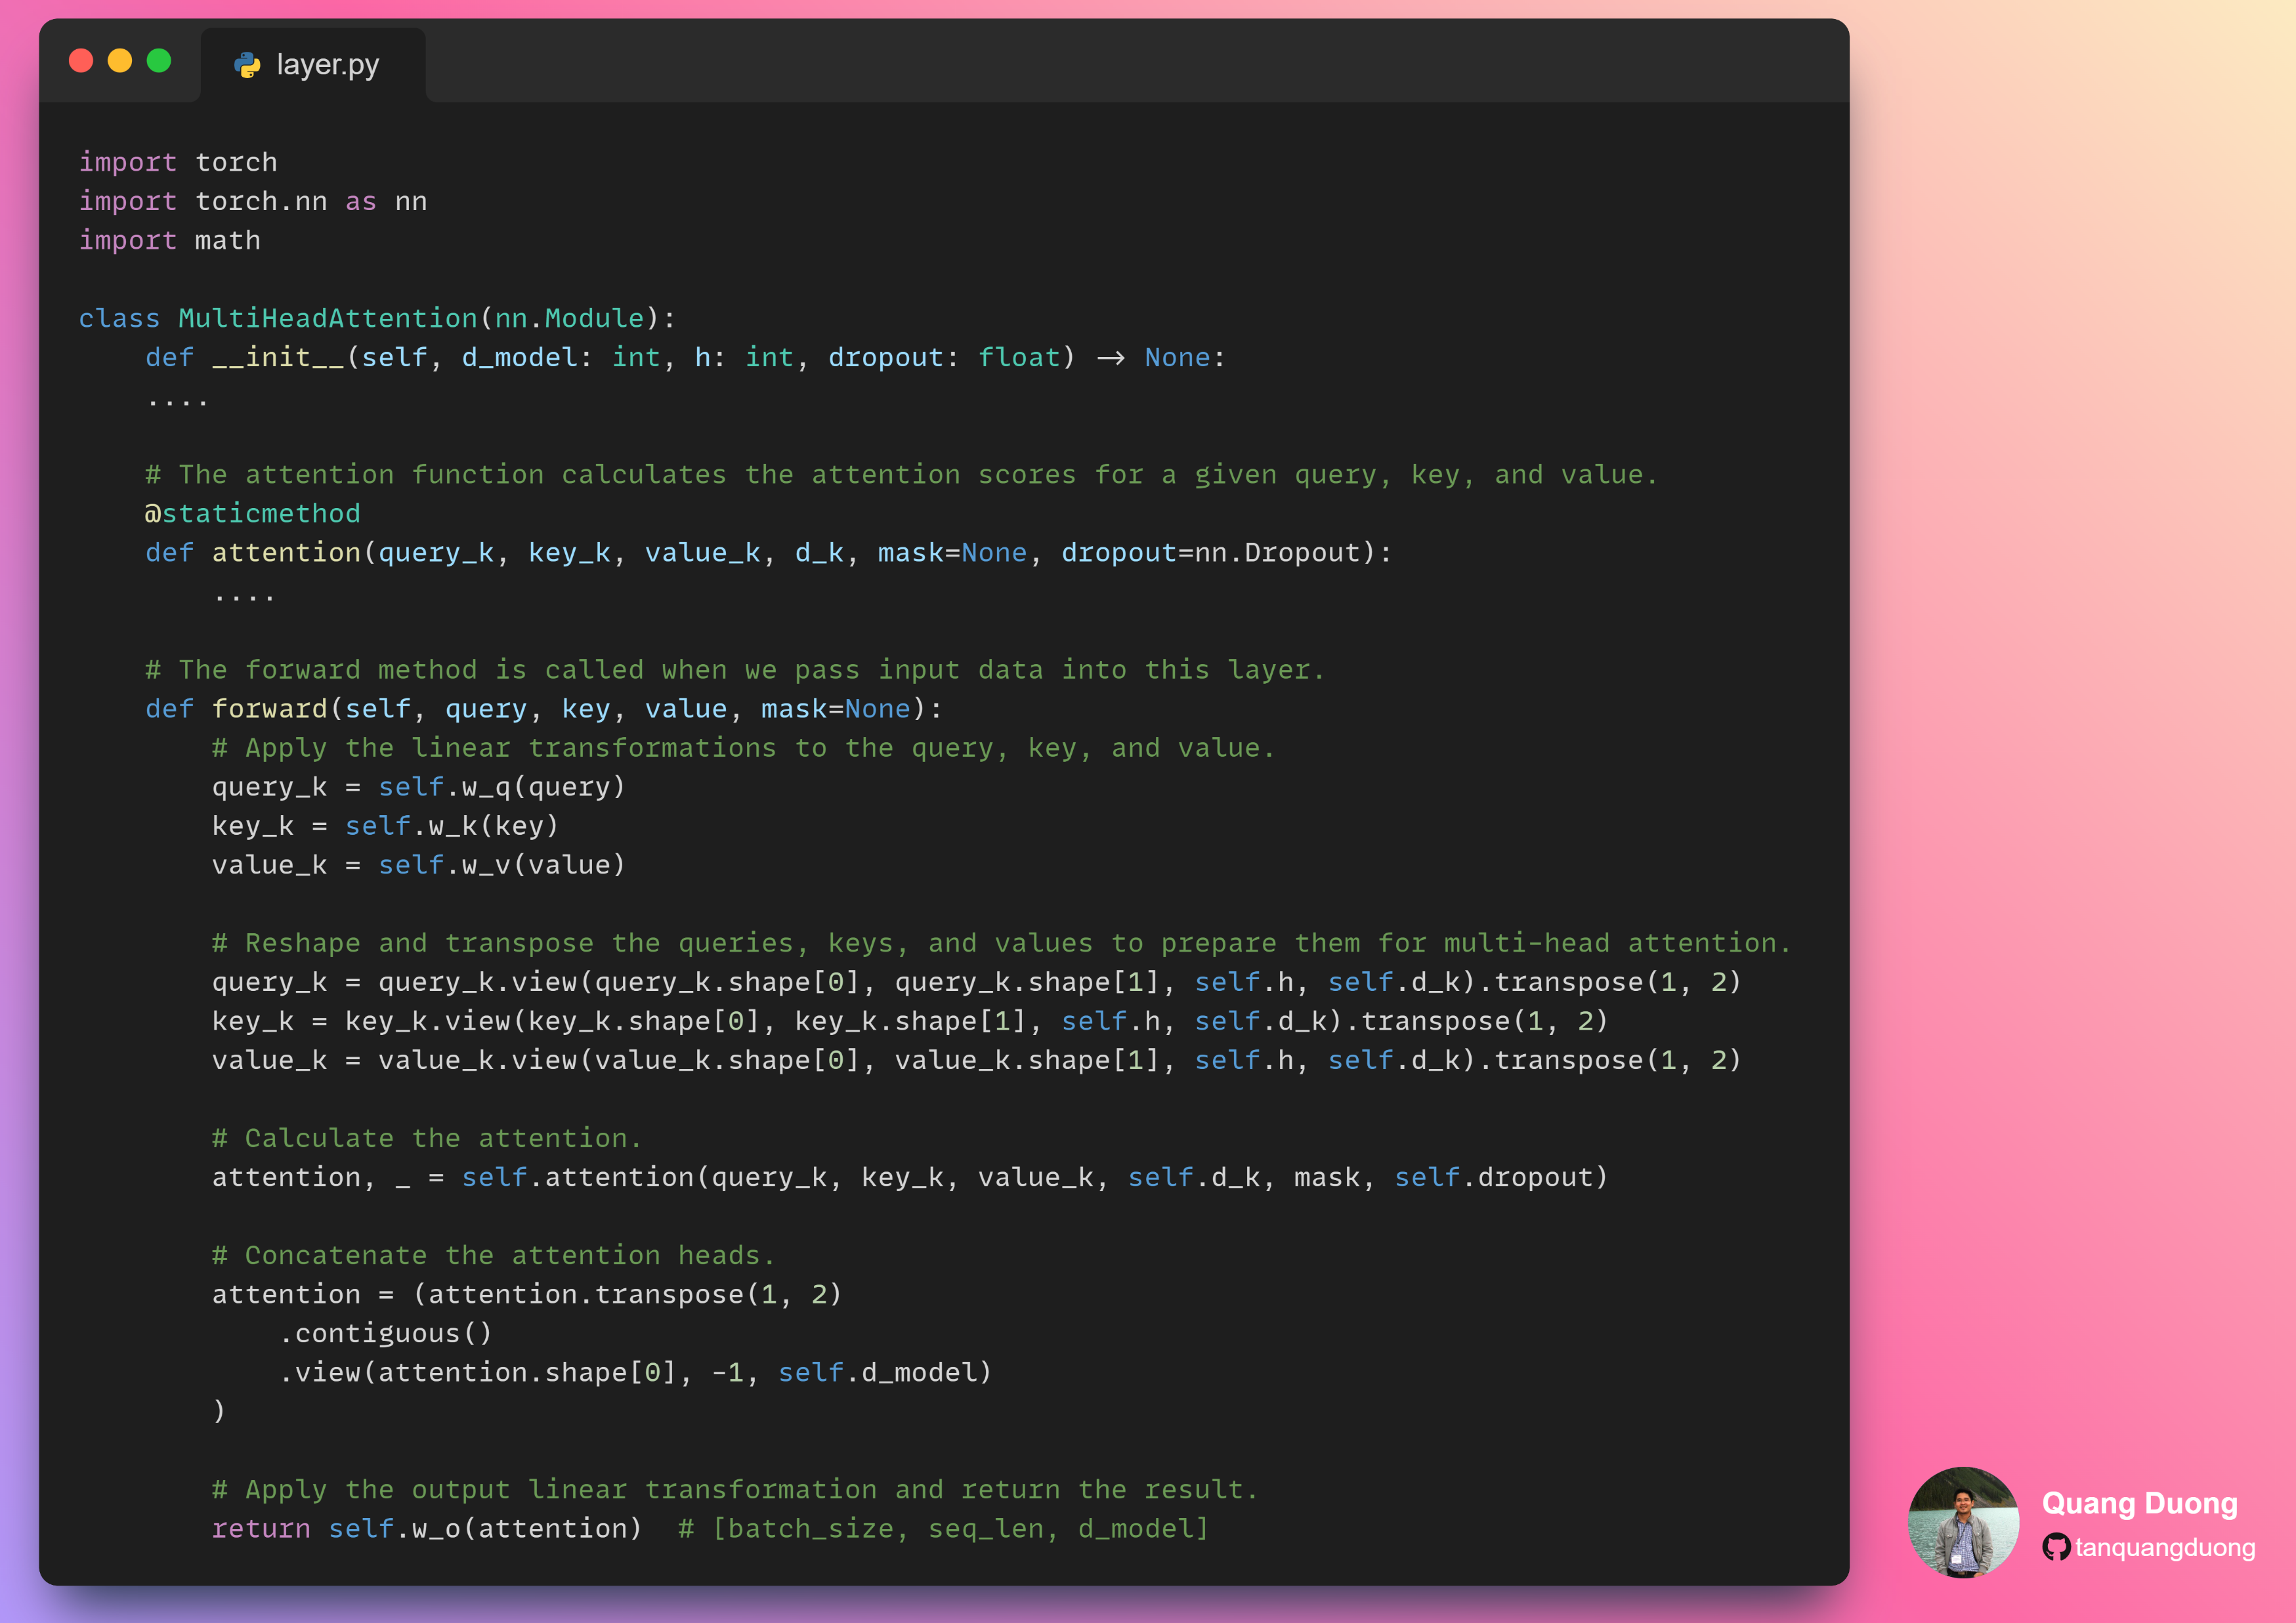 layer.py
import torch
import torch.nn as nn
import math
class MultiHeadAttention(nn.Module):
    def __init__(self, d_model: int, h: int, dropout: float) → None:
    ....
    # The attention function calculates the attention scores for a given query, key, and value.
    @staticmethod
    def attention(query_k, key_k, value_k, d_k, mask=None, dropout=nn.Dropout):
        ....
    # The forward method is called when we pass input data into this layer.
    def forward(self, query, key, value, mask=None):
        # Apply the linear transformations to the query, key, and value.
        query_k = self.w_q(query)
        key_k = self.w_k(key)
        value_k = self.w_v(value)
        # Reshape and transpose the queries, keys, and values to prepare them for multi-head attention.
        query_k = query_k.view(query_k.shape[0], query_k.shape[1], self.h, self.d_k).transpose(1, 2)
        key_k = key_k.view(key_k.shape[0], key_k.shape[1], self.h, self.d_k).transpose(1, 2)
        value_k = value_k.view(value_k.shape[0], value_k.shape[1], self.h, self.d_k).transpose(1, 2)
        # Calculate the attention.
        attention, _ = self.attention(query_k, key_k, value_k, self.d_k, mask, self.dropout)
        # Concatenate the attention heads.
        attention = (attention.transpose(1, 2)
            .contiguous()
            .view(attention.shape[0], -1, self.d_model)
        )
        # Apply the output linear transformation and return the result.
        return self.w_o(attention)  # [batch_size, seq_len, d_model]
Quang Duong
tanquangduong